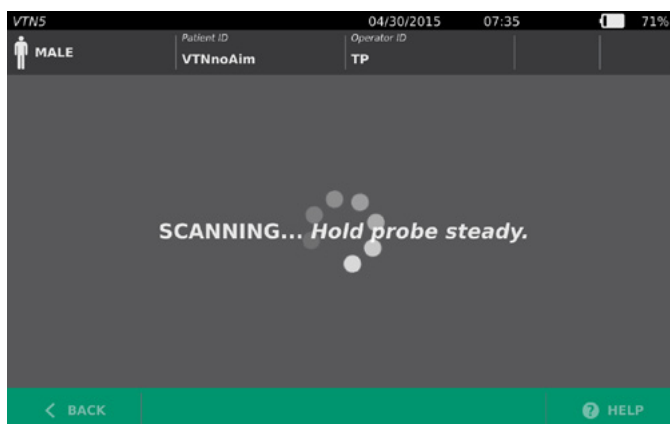 VTN5 04/30/2015 07:35 71%
Patient ID Operator ID
MALE VTNnoAim TP
SCANNING... Hold probe steady.
BACK ? HELP